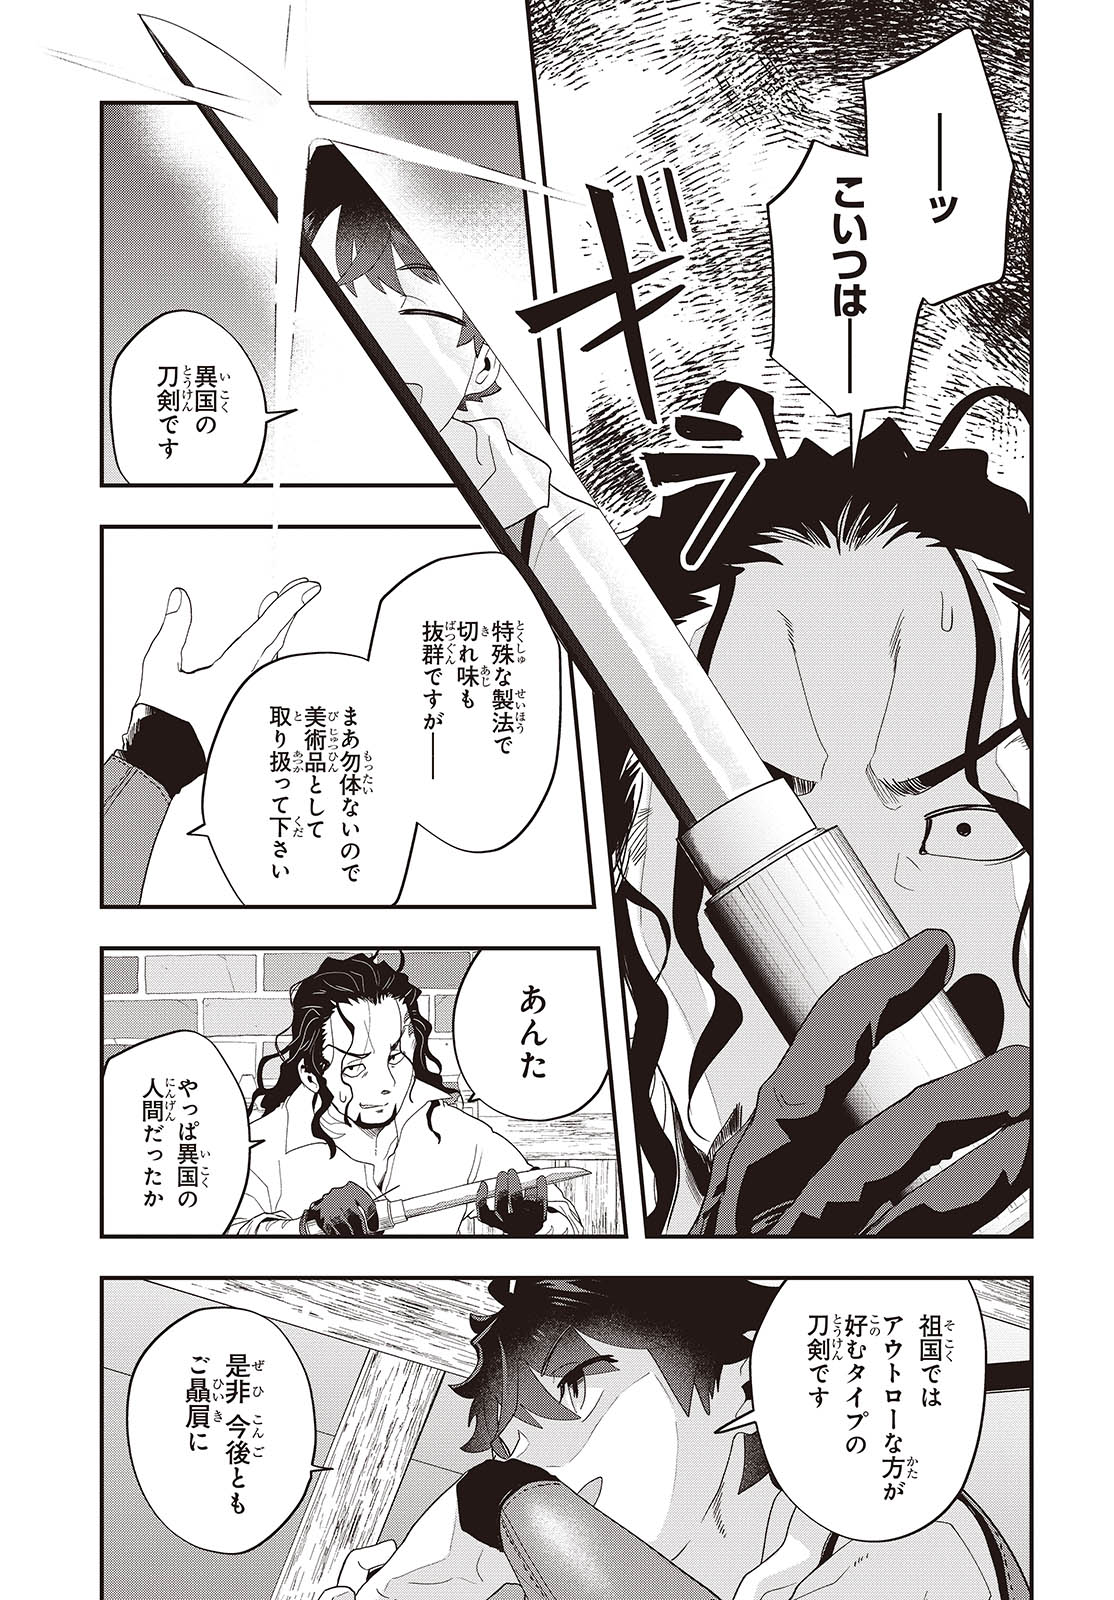 ──ッ
こいつは──
ギラ
異国の
刀剣です
特殊な製法で
切れ味も
抜群ですが──
まあ勿体ないので
美術品として
取り扱って下さい
あんた
やっぱ異国の
人間だったか
祖国では
アウトローな方が
好むタイプの
刀剣です
是非 今後とも
ご贔屓に